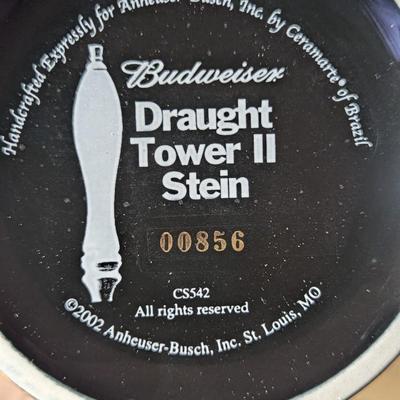 Handcrafted Expressly for Anheuser-Busch, Inc. by Ceramarte® of Brazil
Budweiser
Draught
Tower II
Stein
00856
CS542
All rights reserved
©2002 Anheuser-Busch, Inc. St. Louis, MO